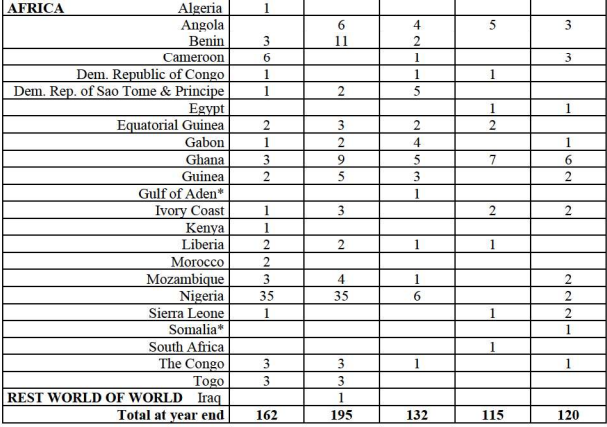 AFRICA Algeria 1
Angola 6 4 5 3
Benin 3 11 2
Cameroon 6 1 3
Dem. Republic of Congo 1 1 1
Dem. Rep. of Sao Tome & Principe 1 2 5
Egypt 1 1
Equatorial Guinea 2 3 2 2
Gabon 1 2 4 1
Ghana 3 9 5 7 6
Guinea 2 5 3 2
Gulf of Aden* 1
Ivory Coast 1 3 2 2
Kenya 1
Liberia 2 2 1 1
Morocco 2
Mozambique 3 4 1 2
Nigeria 35 35 6 2
Sierra Leone 1 1 2
Somalia* 1
South Africa 1
The Congo 3 3 1 1
Togo 3 3
REST WORLD OF WORLD Iraq 1
Total at year end 162 195 132 115 120